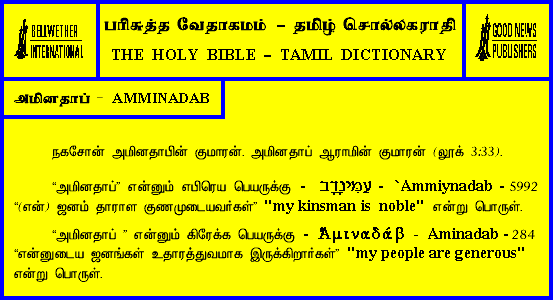 BELLWETHER
INTERNATIONAL
பரிசுத்த வேதாகமம் – தமிழ் சொல்லகராதி
THE HOLY BIBLE – TAMIL DICTIONARY
GOOD NEWS
PUBLISHERS
அமினதாப் - AMMINADAB
நகசோன் அமினதாபின் குமாரன். அமினதாப் ஆராமின் குமாரன் (லூக் 3:33).
“அமினதாப்” என்னும் எபிரெய பெயருக்கு - עַמִּינָדָב - `Ammiynadab - 5992
“(என்) ஜனம் தாராள குணமுடையவர்கள்” "my kinsman is noble" என்று பொருள்.
“அமினதாப் ” என்னும் கிரேக்க பெயருக்கு - Ἀμιναδάβ - Aminadab - 284
“என்னுடைய ஜனங்கள் உதாரத்துவமாக இருக்கிறார்கள்” "my people are generous"
என்று பொருள்.